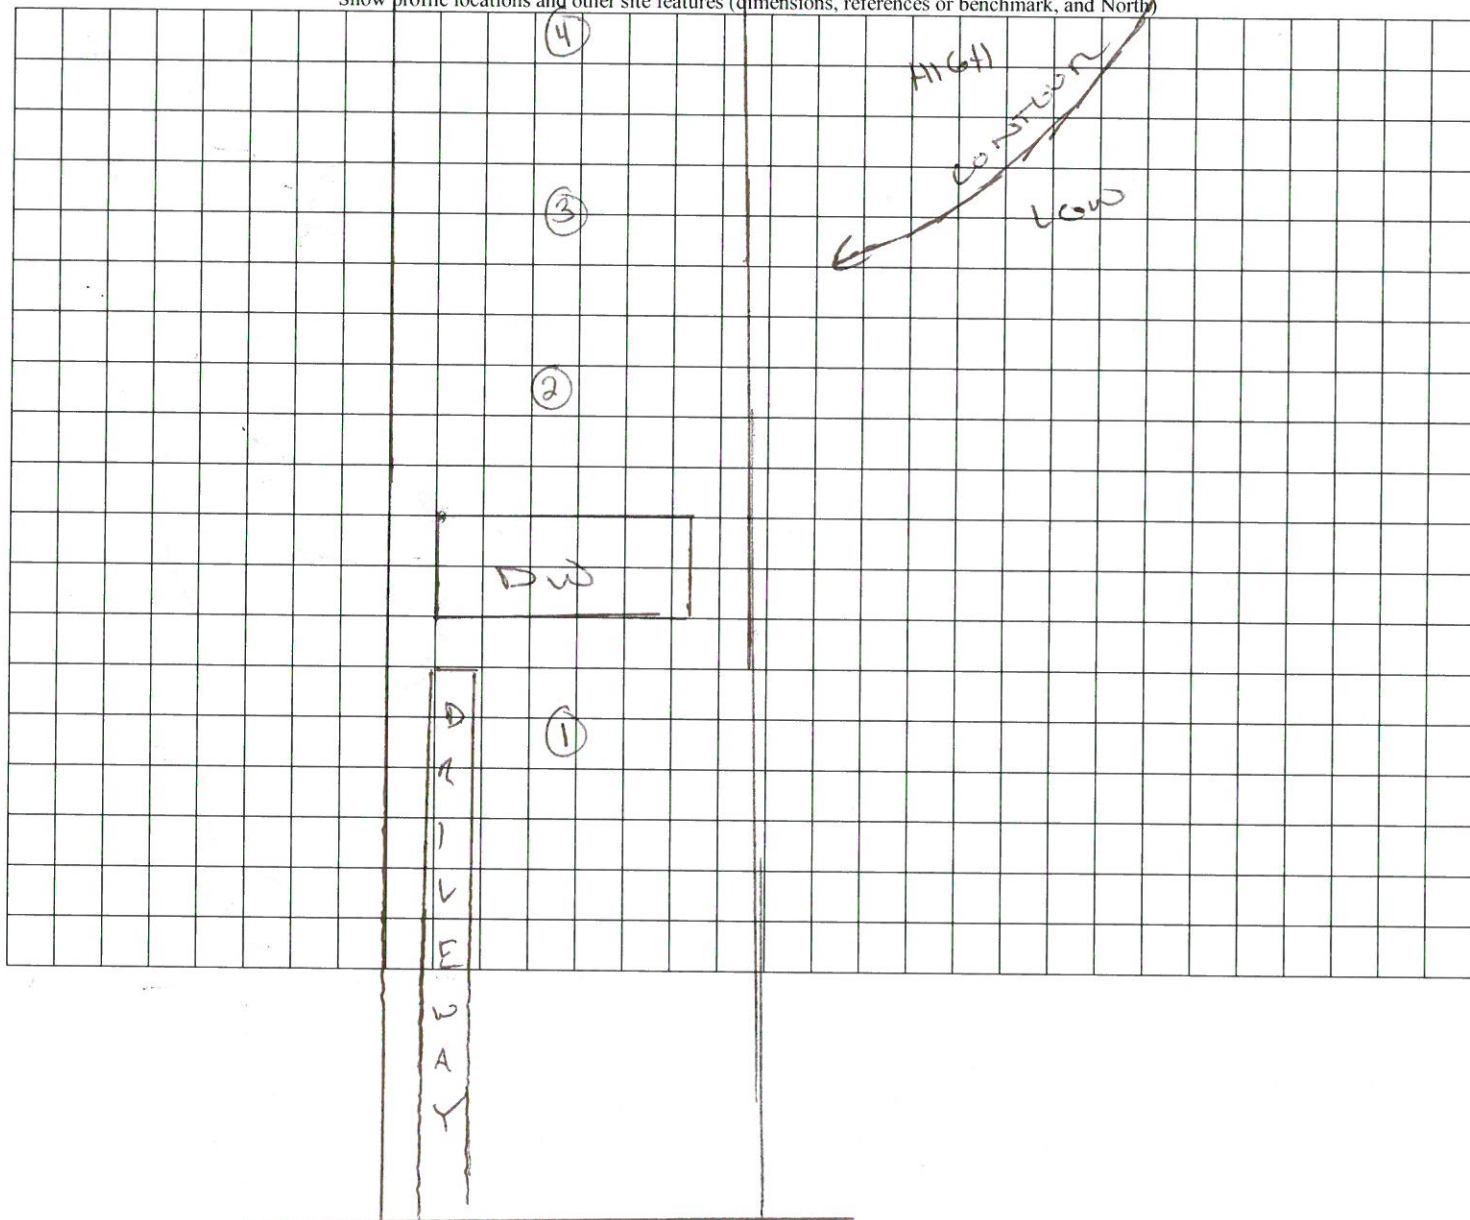 Show profile locations and other site features (dimensions, references or benchmark, and North)
4
HIGH
CONTOUR
LOW
3
2
DW
1
DRIVEWAY